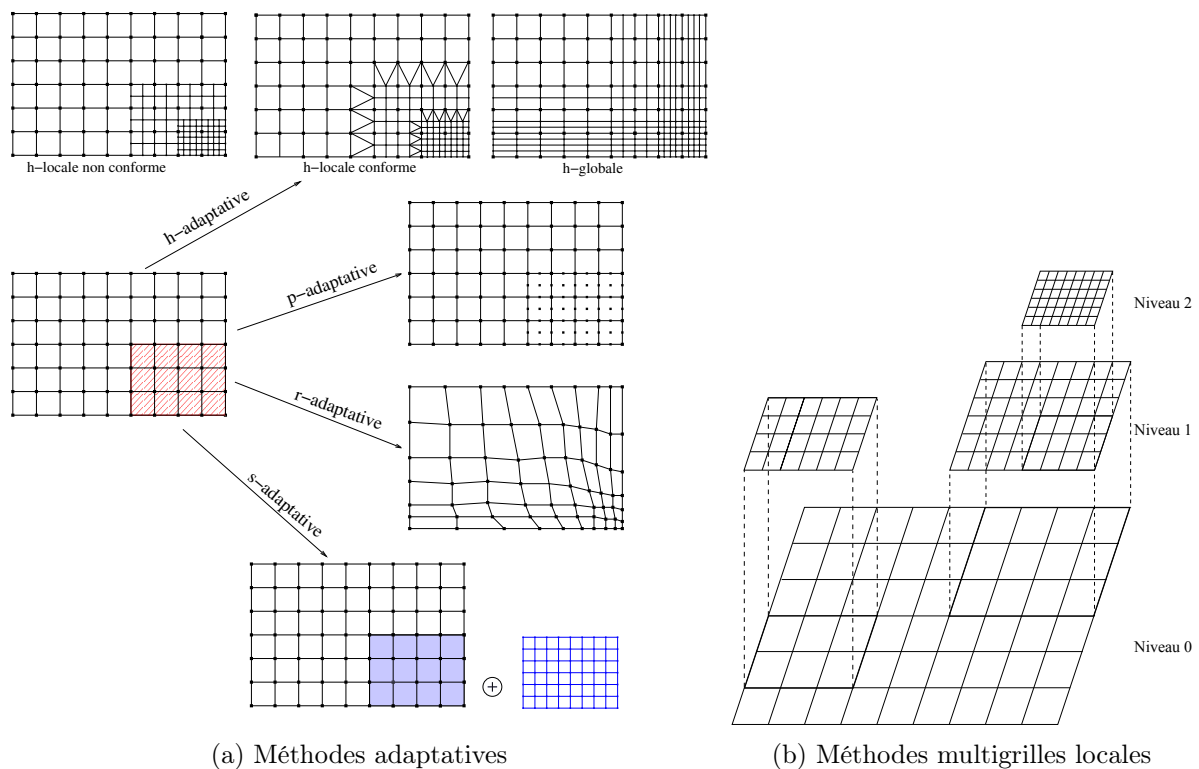 h−locale non conforme
h−locale conforme
h−globale
h−adaptative
p−adaptative
r−adaptative
s−adaptative
+
Niveau 2
Niveau 1
Niveau 0
(a) Méthodes adaptatives
(b) Méthodes multigrilles locales